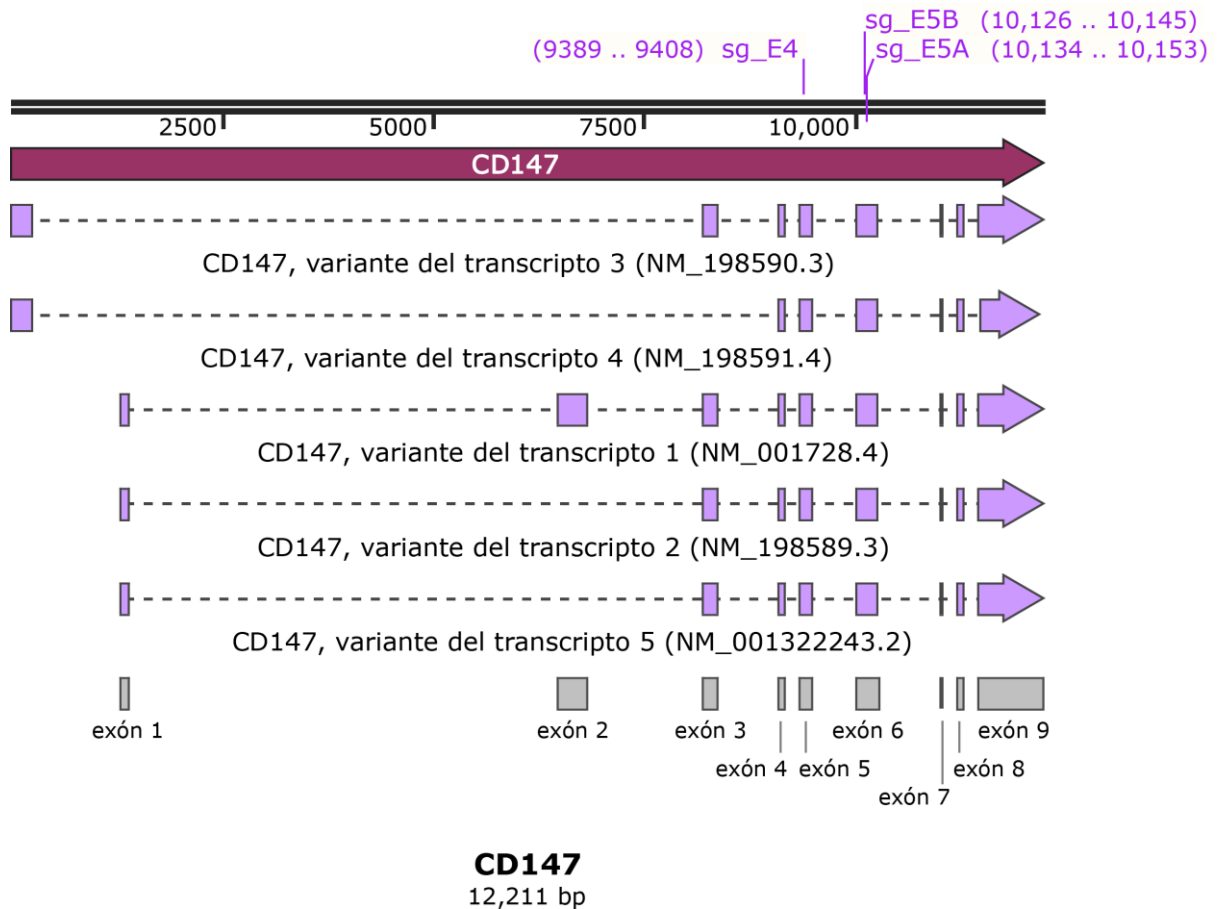 sg_E5B (10,126 .. 10,145)
(9389 .. 9408) sg_E4
sg_E5A (10,134 .. 10,153)
2500
5000
7500
10,000
CD147
CD147, variante del transcripto 3 (NM_198590.3)
CD147, variante del transcripto 4 (NM_198591.4)
CD147, variante del transcripto 1 (NM_001728.4)
CD147, variante del transcripto 2 (NM_198589.3)
CD147, variante del transcripto 5 (NM_001322243.2)
exón 1
exón 2
exón 3
exón 6
exón 9
exón 4
exón 5
exón 8
exón 7
CD147
12,211 bp